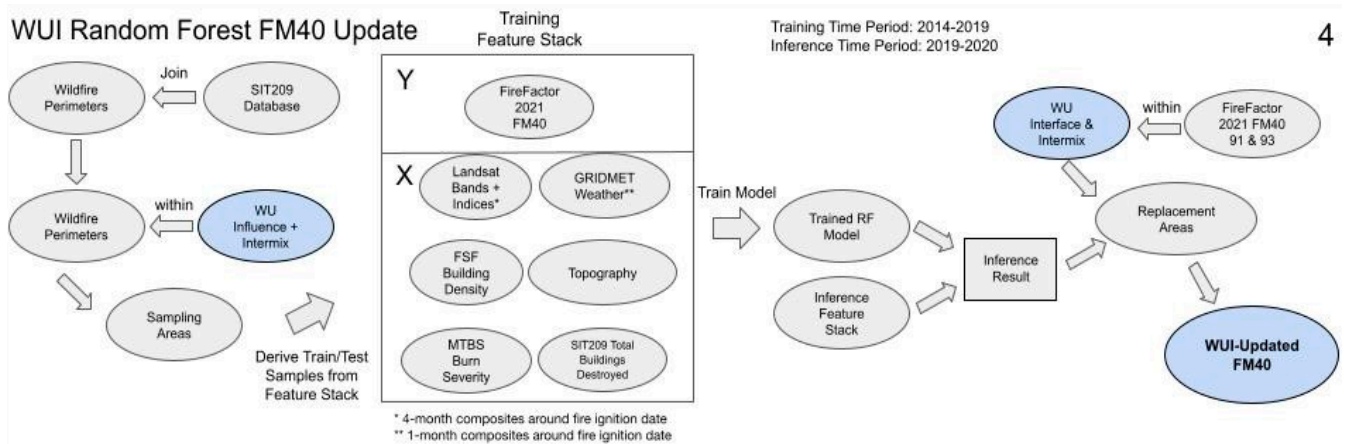 WUI Random Forest FM40 Update
Training
Feature Stack
Training Time Period: 2014-2019
Inference Time Period: 2019-2020
4
Wildfire
Perimeters
Join
SIT209
Database
Wildfire
Perimeters
within
WU
Influence +
Intermix
Sampling
Areas
Derive Train/Test
Samples from
Feature Stack
Y
FireFactor
2021
FM40
X
Landsat
Bands +
Indices*
GRIDMET
Weather**
FSF
Building
Density
Topography
MTBS
Burn
Severity
SIT209 Total
Buildings
Destroyed
* 4-month composites around fire ignition date
** 1-month composites around fire ignition date
Train Model
Trained RF
Model
Inference
Feature
Stack
Inference
Result
WU
Interface &
Intermix
within
FireFactor
2021 FM40
91 & 93
Replacement
Areas
WUI-Updated
FM40